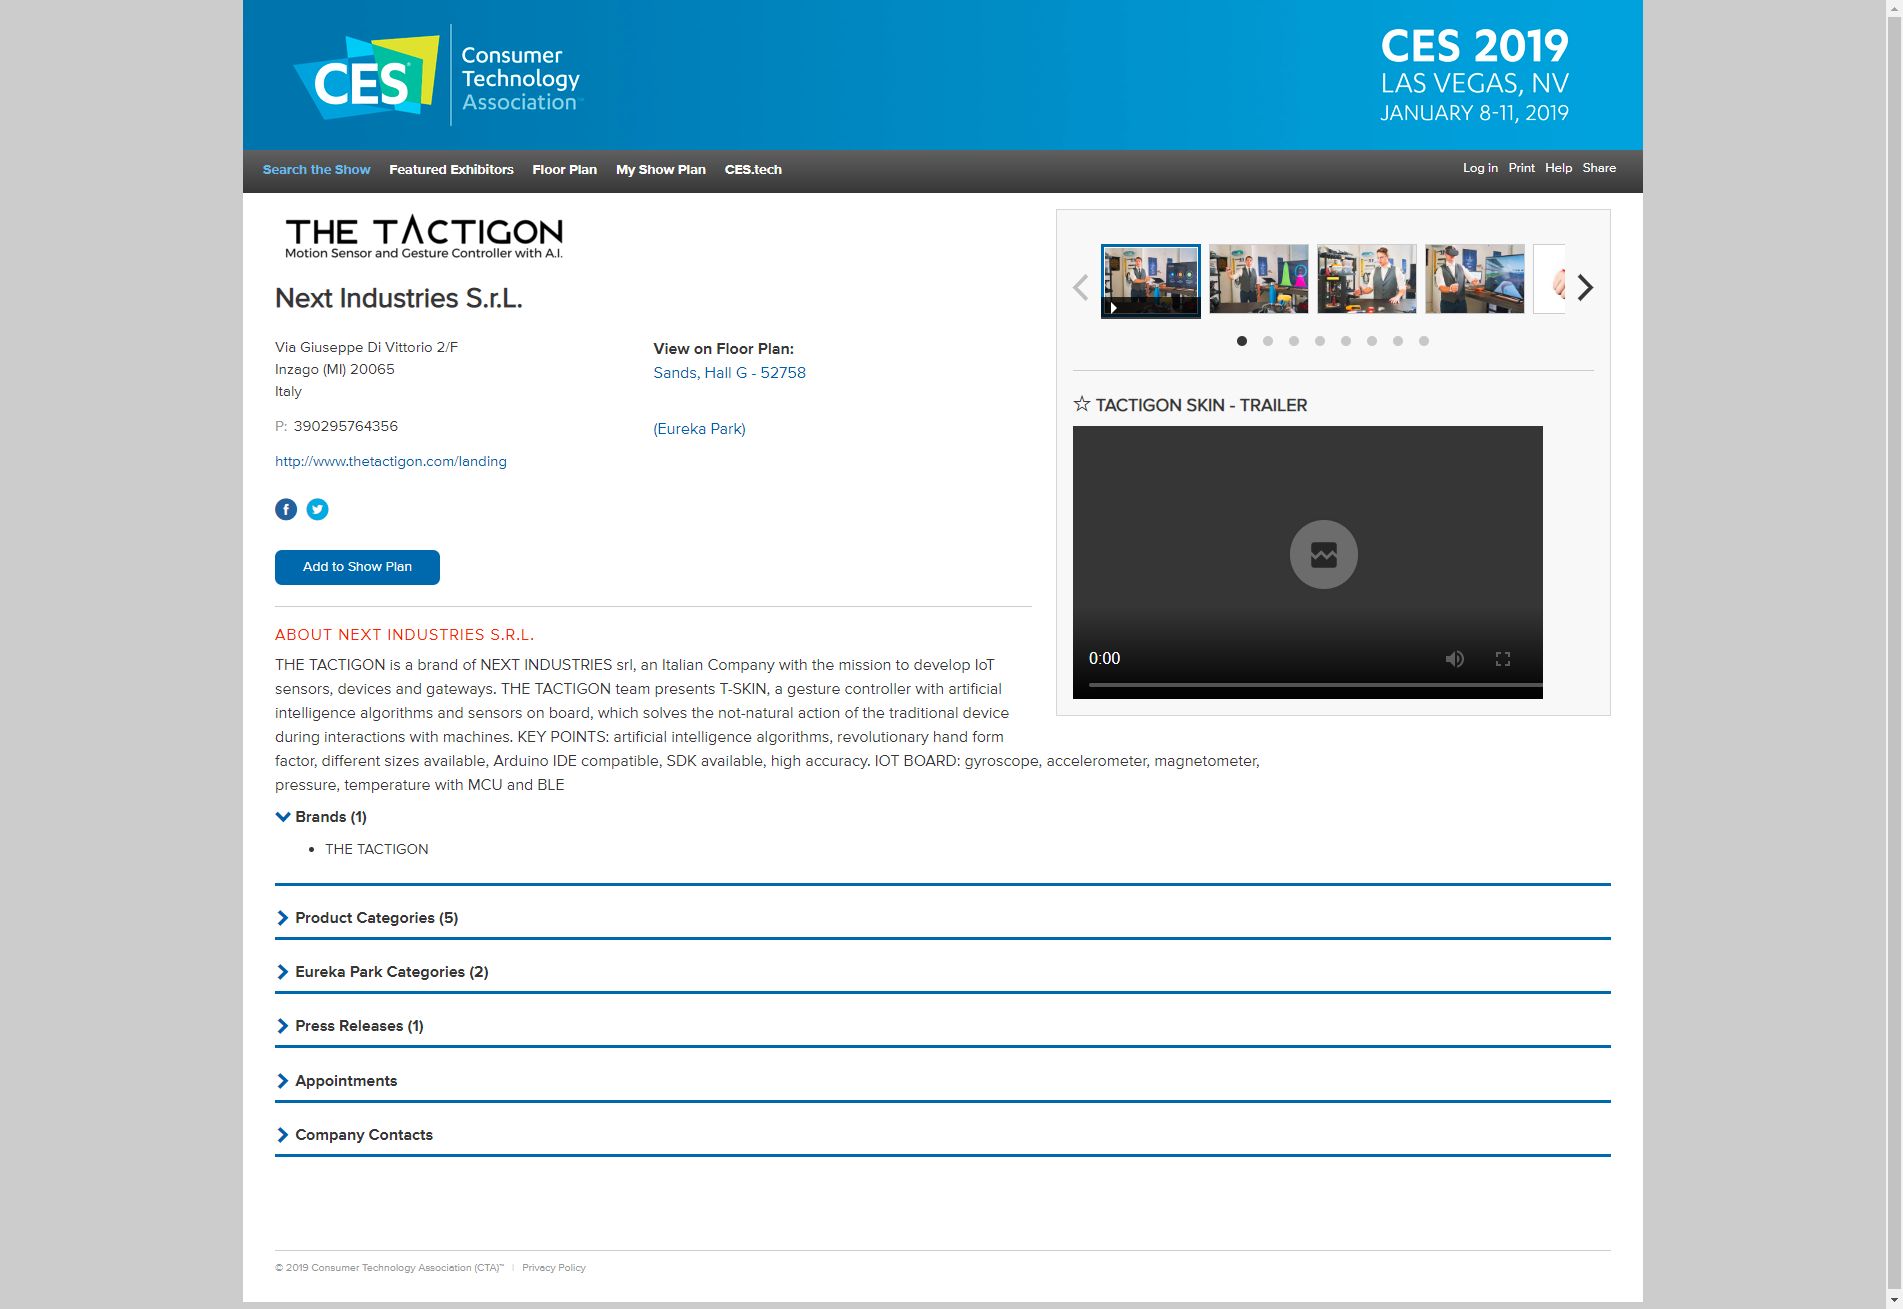 CES
Consumer
Technology
Association
CES 2019
LAS VEGAS, NV
JANUARY 8-11, 2019
Search the Show Featured Exhibitors Floor Plan My Show Plan CES.tech
Log in Print Help Share
THE TACTIGON
Motion Sensor and Gesture Controller with A.I.
Next Industries S.r.L.
Via Giuseppe Di Vittorio 2/F
Inzago (MI) 20065
Italy
P: 390295764356
http://www.thetactigon.com/landing
View on Floor Plan:
Sands, Hall G - 52758
(Eureka Park)
Add to Show Plan
☆ TACTIGON SKIN - TRAILER
0:00
ABOUT NEXT INDUSTRIES S.R.L.
THE TACTIGON is a brand of NEXT INDUSTRIES srl, an Italian Company with the mission to develop IoT
sensors, devices and gateways. THE TACTIGON team presents T-SKIN, a gesture controller with artificial
intelligence algorithms and sensors on board, which solves the not-natural action of the traditional device
during interactions with machines. KEY POINTS: artificial intelligence algorithms, revolutionary hand form
factor, different sizes available, Arduino IDE compatible, SDK available, high accuracy. IOT BOARD: gyroscope, accelerometer, magnetometer,
pressure, temperature with MCU and BLE
Brands (1)
• THE TACTIGON
Product Categories (5)
Eureka Park Categories (2)
Press Releases (1)
Appointments
Company Contacts
© 2019 Consumer Technology Association (CTA)™ | Privacy Policy